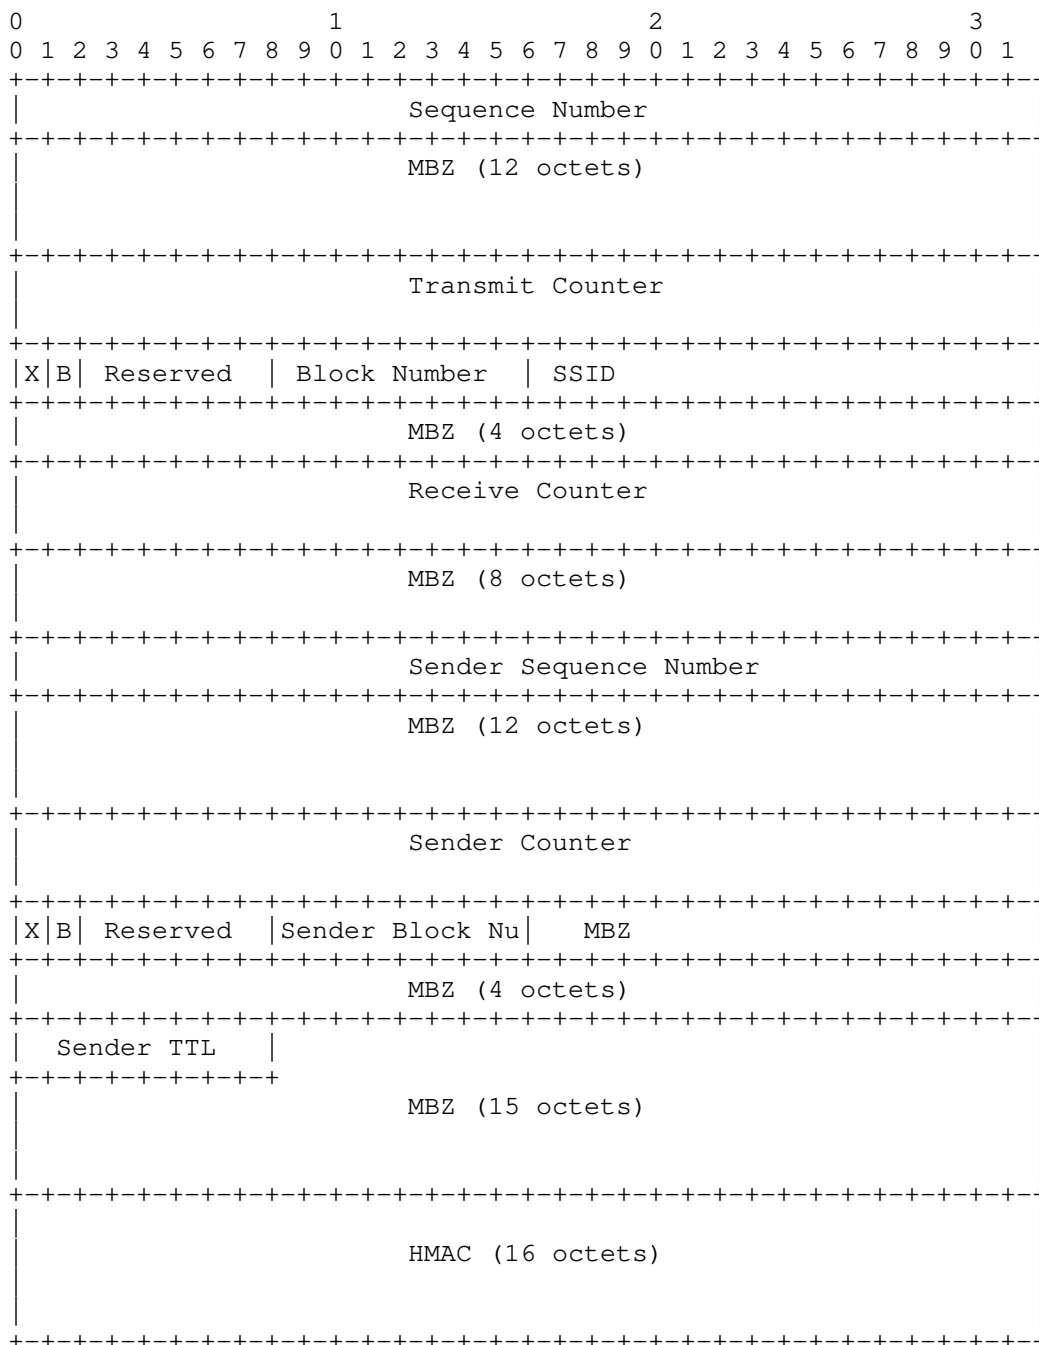 0                   1                   2                   3
0 1 2 3 4 5 6 7 8 9 0 1 2 3 4 5 6 7 8 9 0 1 2 3 4 5 6 7 8 9 0 1
+-+-+-+-+-+-+-+-+-+-+-+-+-+-+-+-+-+-+-+-+-+-+-+-+-+-+-+-+-+-+-+-
|                        Sequence Number
+-+-+-+-+-+-+-+-+-+-+-+-+-+-+-+-+-+-+-+-+-+-+-+-+-+-+-+-+-+-+-+-
|                        MBZ (12 octets)
|
|
+-+-+-+-+-+-+-+-+-+-+-+-+-+-+-+-+-+-+-+-+-+-+-+-+-+-+-+-+-+-+-+-
|                        Transmit Counter
|
+-+-+-+-+-+-+-+-+-+-+-+-+-+-+-+-+-+-+-+-+-+-+-+-+-+-+-+-+-+-+-+-
|X|B| Reserved  | Block Number  | SSID
+-+-+-+-+-+-+-+-+-+-+-+-+-+-+-+-+-+-+-+-+-+-+-+-+-+-+-+-+-+-+-+-
|                        MBZ (4 octets)
+-+-+-+-+-+-+-+-+-+-+-+-+-+-+-+-+-+-+-+-+-+-+-+-+-+-+-+-+-+-+-+-
|                        Receive Counter
|
+-+-+-+-+-+-+-+-+-+-+-+-+-+-+-+-+-+-+-+-+-+-+-+-+-+-+-+-+-+-+-+-
|                        MBZ (8 octets)
|
+-+-+-+-+-+-+-+-+-+-+-+-+-+-+-+-+-+-+-+-+-+-+-+-+-+-+-+-+-+-+-+-
|                        Sender Sequence Number
+-+-+-+-+-+-+-+-+-+-+-+-+-+-+-+-+-+-+-+-+-+-+-+-+-+-+-+-+-+-+-+-
|                        MBZ (12 octets)
|
|
+-+-+-+-+-+-+-+-+-+-+-+-+-+-+-+-+-+-+-+-+-+-+-+-+-+-+-+-+-+-+-+-
|                        Sender Counter
|
+-+-+-+-+-+-+-+-+-+-+-+-+-+-+-+-+-+-+-+-+-+-+-+-+-+-+-+-+-+-+-+-
|X|B| Reserved  |Sender Block Nu|   MBZ
+-+-+-+-+-+-+-+-+-+-+-+-+-+-+-+-+-+-+-+-+-+-+-+-+-+-+-+-+-+-+-+-
|                        MBZ (4 octets)
+-+-+-+-+-+-+-+-+-+-+-+-+-+-+-+-+-+-+-+-+-+-+-+-+-+-+-+-+-+-+-+-
|  Sender TTL   |
+-+-+-+-+-+-+-+-+
|                        MBZ (15 octets)
|
|
+-+-+-+-+-+-+-+-+-+-+-+-+-+-+-+-+-+-+-+-+-+-+-+-+-+-+-+-+-+-+-+-
|
|                        HMAC (16 octets)
|
|
+-+-+-+-+-+-+-+-+-+-+-+-+-+-+-+-+-+-+-+-+-+-+-+-+-+-+-+-+-+-+-+-